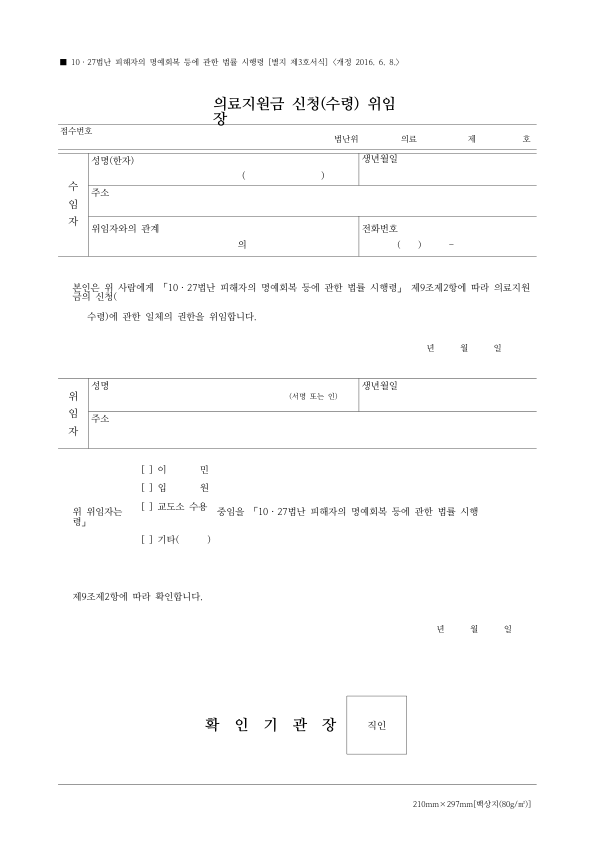 ■ 10ㆍ27법난 피해자의 명예회복 등에 관한 법률 시행령 [별지 제3호서식] <개정 2016. 6. 8.>
의료지원금 신청(수령) 위임
장
접수번호
법난위 의료 제 호
수임자
성명(한자)
( )
생년월일
주소
위임자와의 관계
의
전화번호
( ) -
본인은 위 사람에게 「10ㆍ27법난 피해자의 명예회복 등에 관한 법률 시행령」 제9조제2항에 따라 의료지원
금의 신청(
수령)에 관한 일체의 권한을 위임합니다.
년 월 일
위임자
성명
(서명 또는 인)
생년월일
주소
[ ] 이 민
[ ] 입 원
[ ] 교도소 수용
위 위임자는 중임을 「10ㆍ27법난 피해자의 명예회복 등에 관한 법률 시행
령」
[ ] 기타( )
제9조제2항에 따라 확인합니다.
년 월 일
확 인 기 관 장
직인
210mm×297mm[백상지(80g/㎡)]